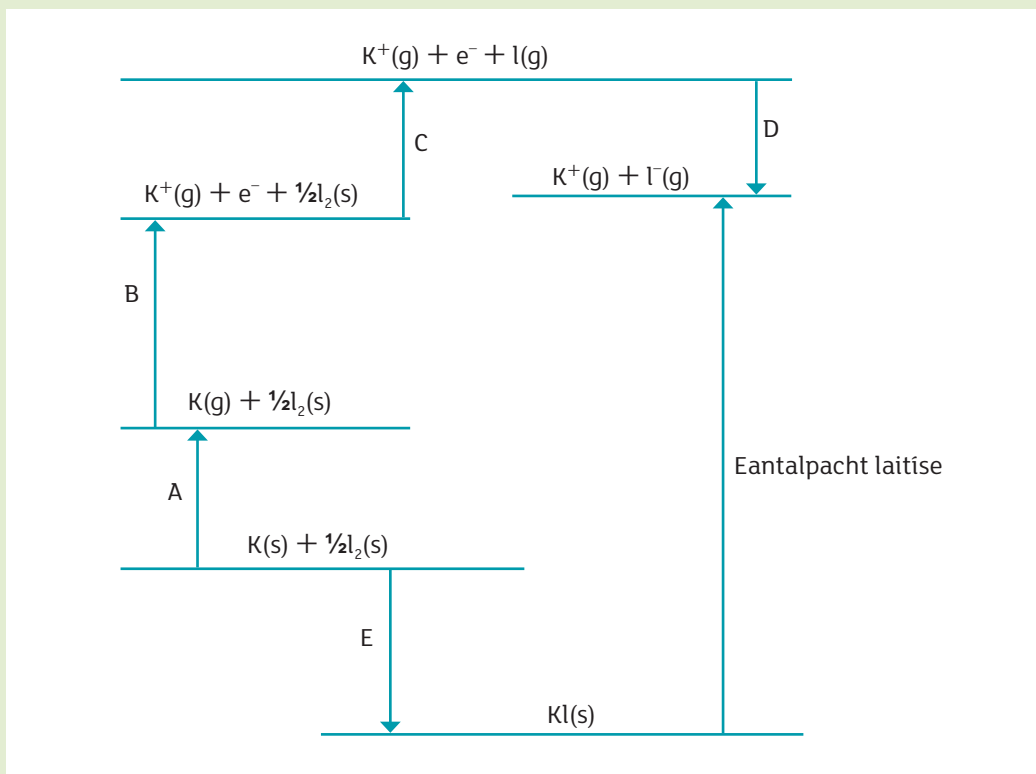 K⁺(g) + e⁻ + I(g)
C
D
K⁺(g) + I⁻(g)
K⁺(g) + e⁻ + ½I₂(s)
B
K(g) + ½I₂(s)
Eantalpacht laitíse
A
K(s) + ½I₂(s)
E
KI(s)